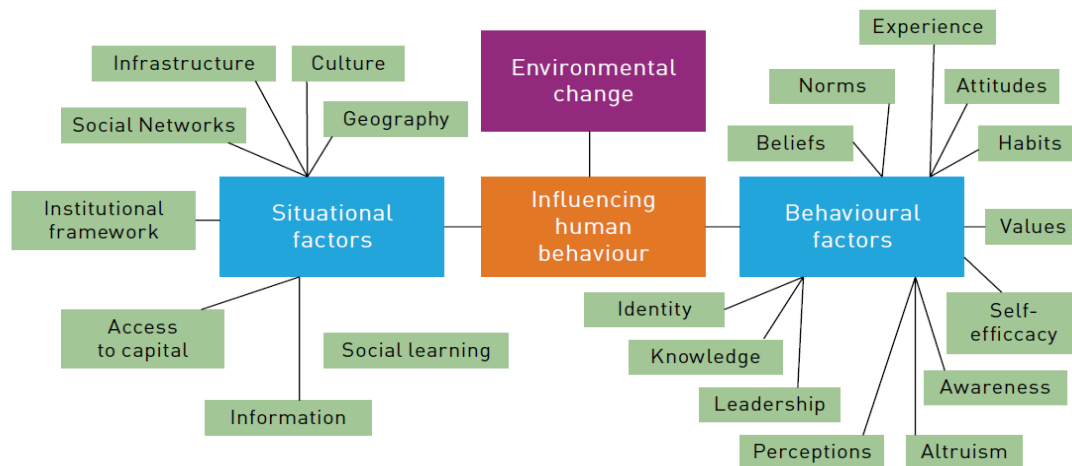 Experience
Infrastructure
Culture
Environmental
change
Norms
Attitudes
Social Networks
Geography
Beliefs
Habits
Institutional
framework
Situational
factors
Influencing
human
behaviour
Behavioural
factors
Values
Identity
Self-
efficcacy
Access
to capital
Social learning
Knowledge
Awareness
Leadership
Information
Perceptions
Altruism